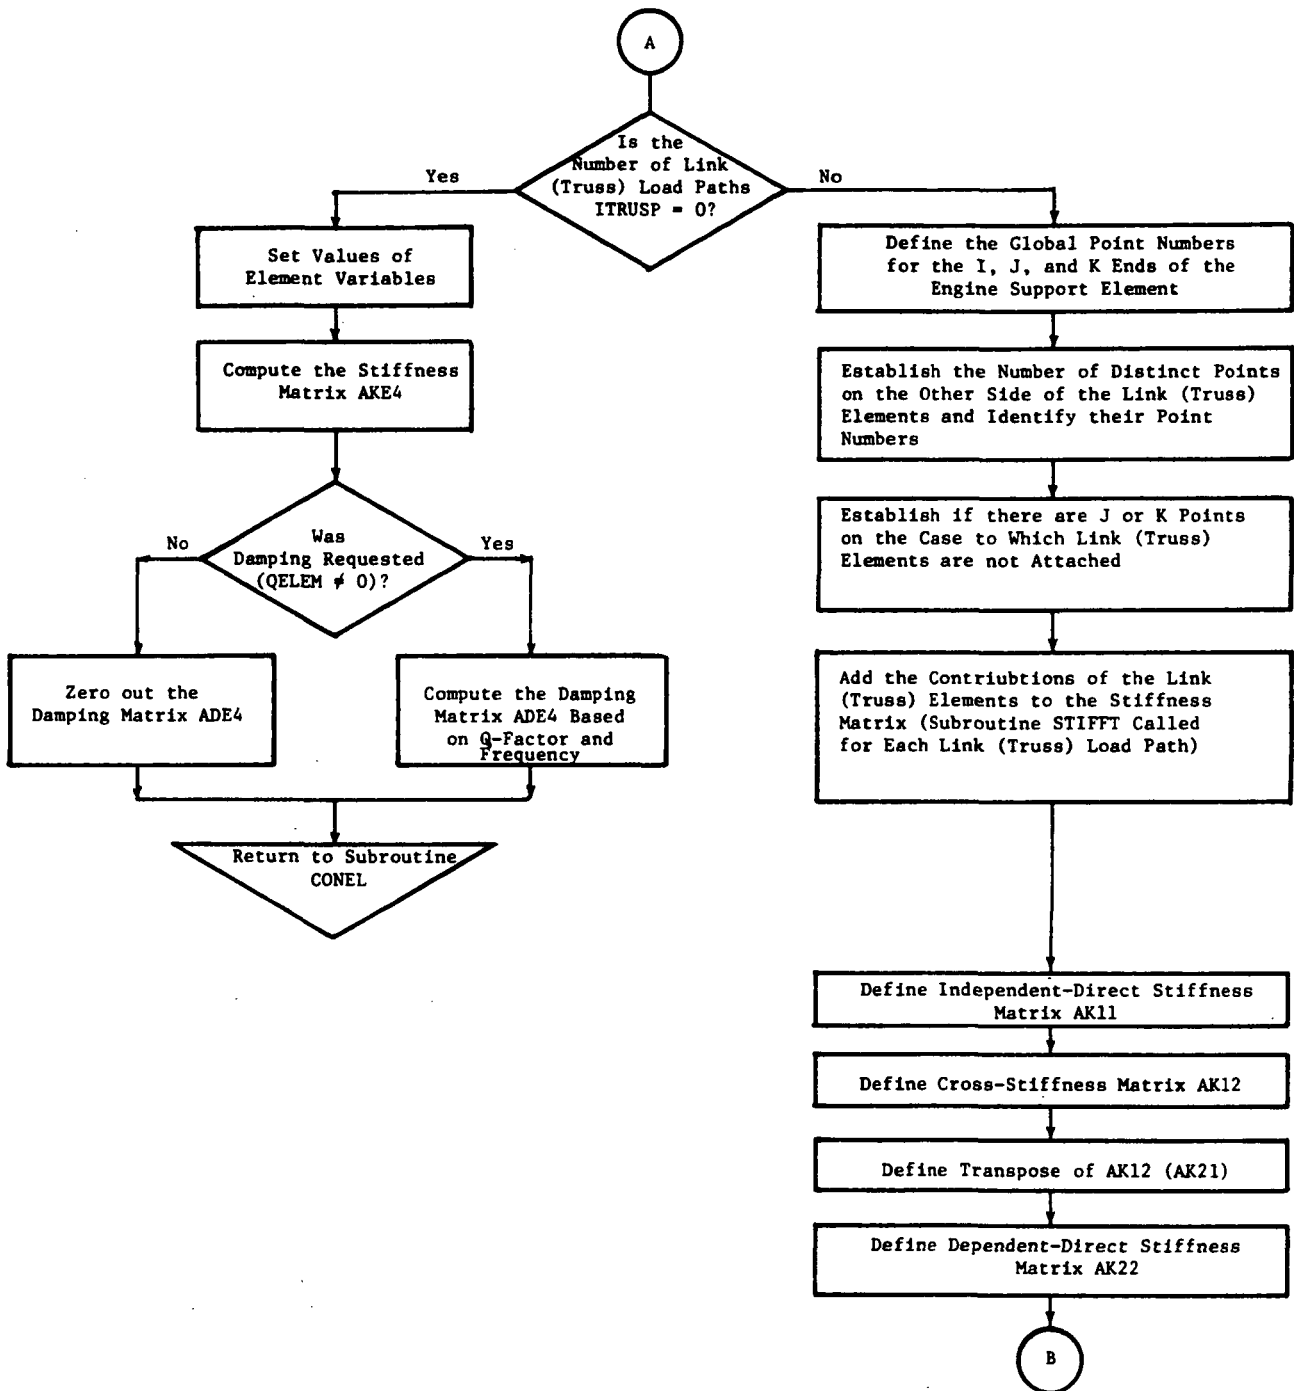 A
Is the
Number of Link
(Truss) Load Paths
ITRUSP = 0?
Yes
No
Set Values of
Element Variables
Compute the Stiffness
Matrix AKE4
Was
Damping Requested
(QELEM ≠ 0)?
No
Yes
Zero out the
Damping Matrix ADE4
Compute the Damping
Matrix ADE4 Based
on Q-Factor and
Frequency
Return to Subroutine
CONEL
Define the Global Point Numbers
for the I, J, and K Ends of the
Engine Support Element
Establish the Number of Distinct Points
on the Other Side of the Link (Truss)
Elements and Identify their Point
Numbers
Establish if there are J or K Points
on the Case to Which Link (Truss)
Elements are not Attached
Add the Contriubtions of the Link
(Truss) Elements to the Stiffness
Matrix (Subroutine STIFFT Called
for Each Link (Truss) Load Path)
Define Independent-Direct Stiffness
Matrix AK11
Define Cross-Stiffness Matrix AK12
Define Transpose of AK12 (AK21)
Define Dependent-Direct Stiffness
Matrix AK22
B